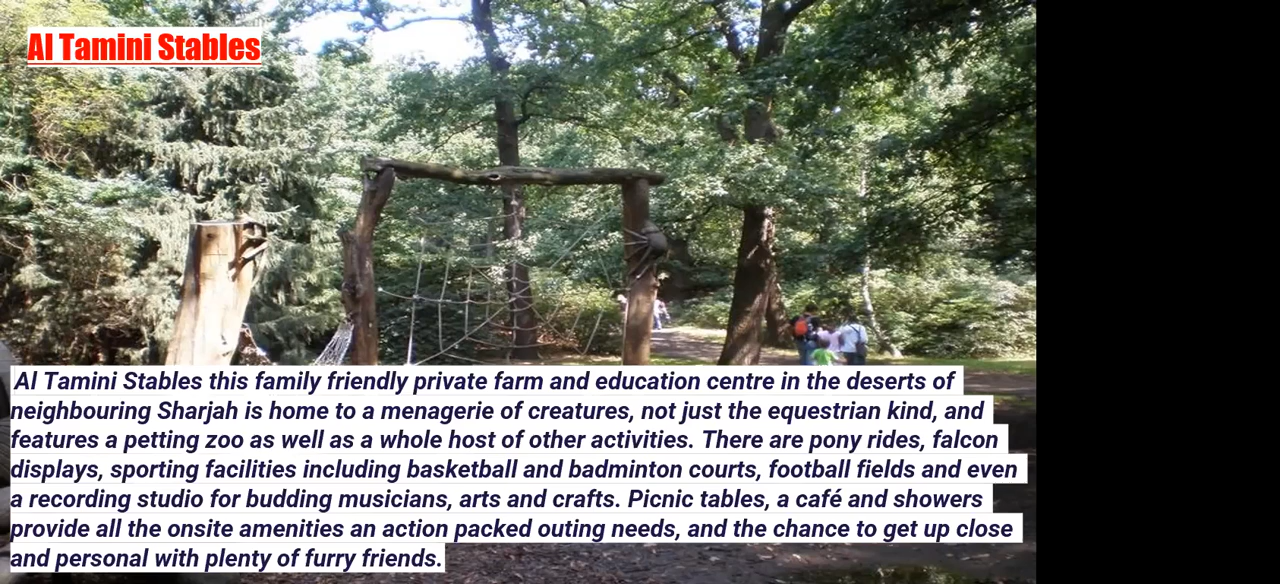 Al Tamini Stables
Al Tamini Stables this family friendly private farm and education centre in the deserts of
neighbouring Sharjah is home to a menagerie of creatures, not just the equestrian kind, and
features a petting zoo as well as a whole host of other activities. There are pony rides, falcon
displays, sporting facilities including basketball and badminton courts, football fields and even
a recording studio for budding musicians, arts and crafts. Picnic tables, a café and showers
provide all the onsite amenities an action packed outing needs, and the chance to get up close
and personal with plenty of furry friends.